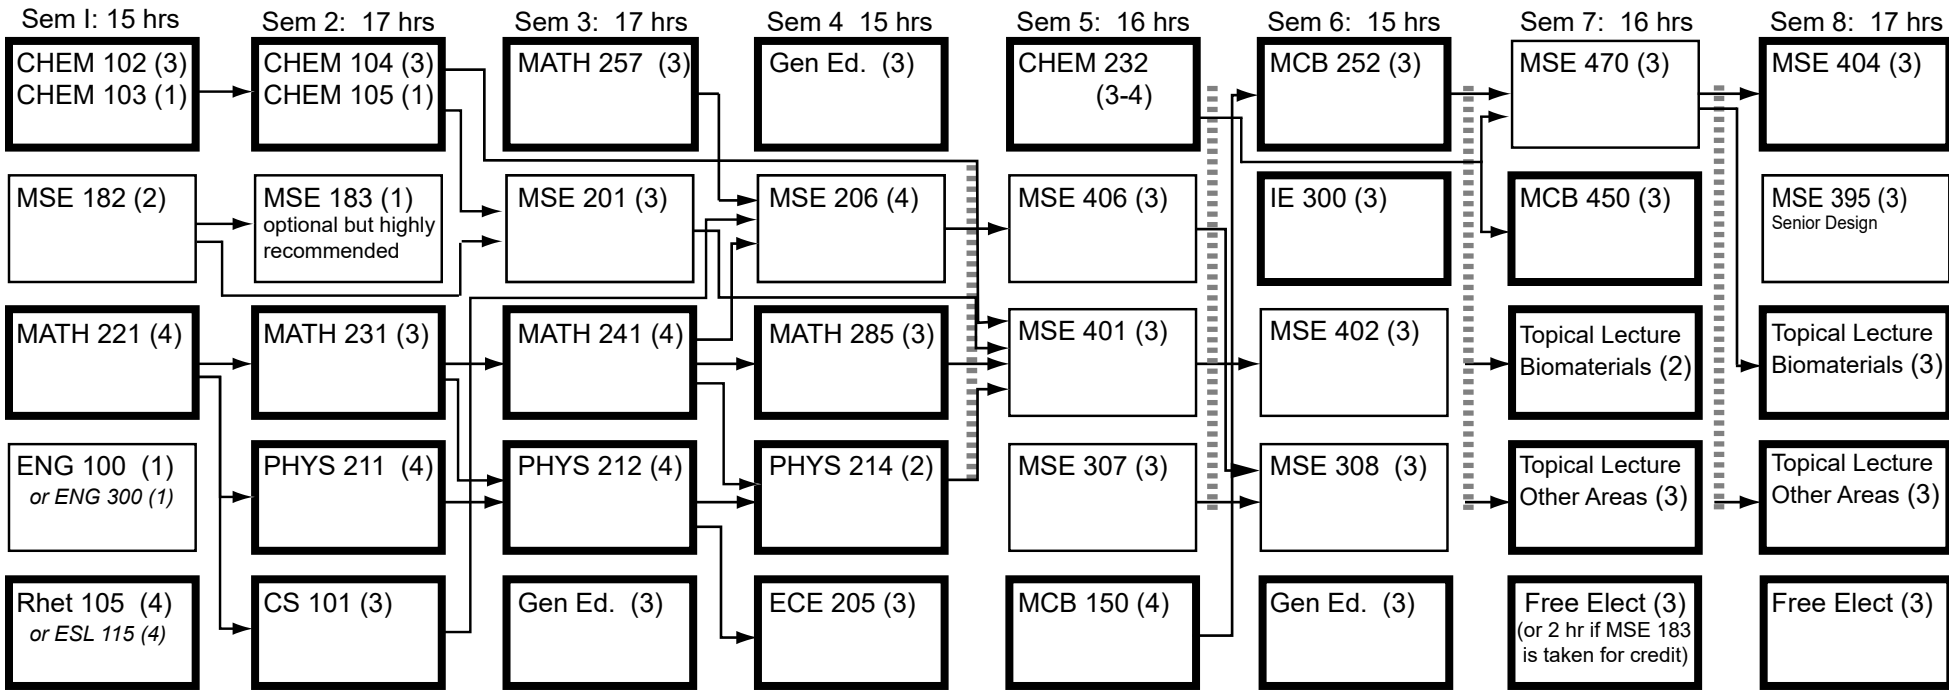 Sem I: 15 hrs
CHEM 102 (3)
CHEM 103 (1)
MSE 182 (2)
MATH 221 (4)
ENG 100 (1)
or ENG 300 (1)
Rhet 105 (4)
or ESL 115 (4)
Sem 2: 17 hrs
CHEM 104 (3)
CHEM 105 (1)
MSE 183 (1)
optional but highly
recommended
MATH 231 (3)
PHYS 211 (4)
CS 101 (3)
Sem 3: 17 hrs
MATH 257 (3)
MSE 201 (3)
MATH 241 (4)
PHYS 212 (4)
Gen Ed. (3)
Sem 4 15 hrs
Gen Ed. (3)
MSE 206 (4)
MATH 285 (3)
PHYS 214 (2)
ECE 205 (3)
Sem 5: 16 hrs
CHEM 232
(3-4)
MSE 406 (3)
MSE 401 (3)
MSE 307 (3)
MCB 150 (4)
Sem 6: 15 hrs
MCB 252 (3)
IE 300 (3)
MSE 402 (3)
MSE 308 (3)
Gen Ed. (3)
Sem 7: 16 hrs
MSE 470 (3)
MCB 450 (3)
Topical Lecture
Biomaterials (2)
Topical Lecture
Other Areas (3)
Free Elect (3)
(or 2 hr if MSE 183
is taken for credit)
Sem 8: 17 hrs
MSE 404 (3)
MSE 395 (3)
Senior Design
Topical Lecture
Biomaterials (3)
Topical Lecture
Other Areas (3)
Free Elect (3)